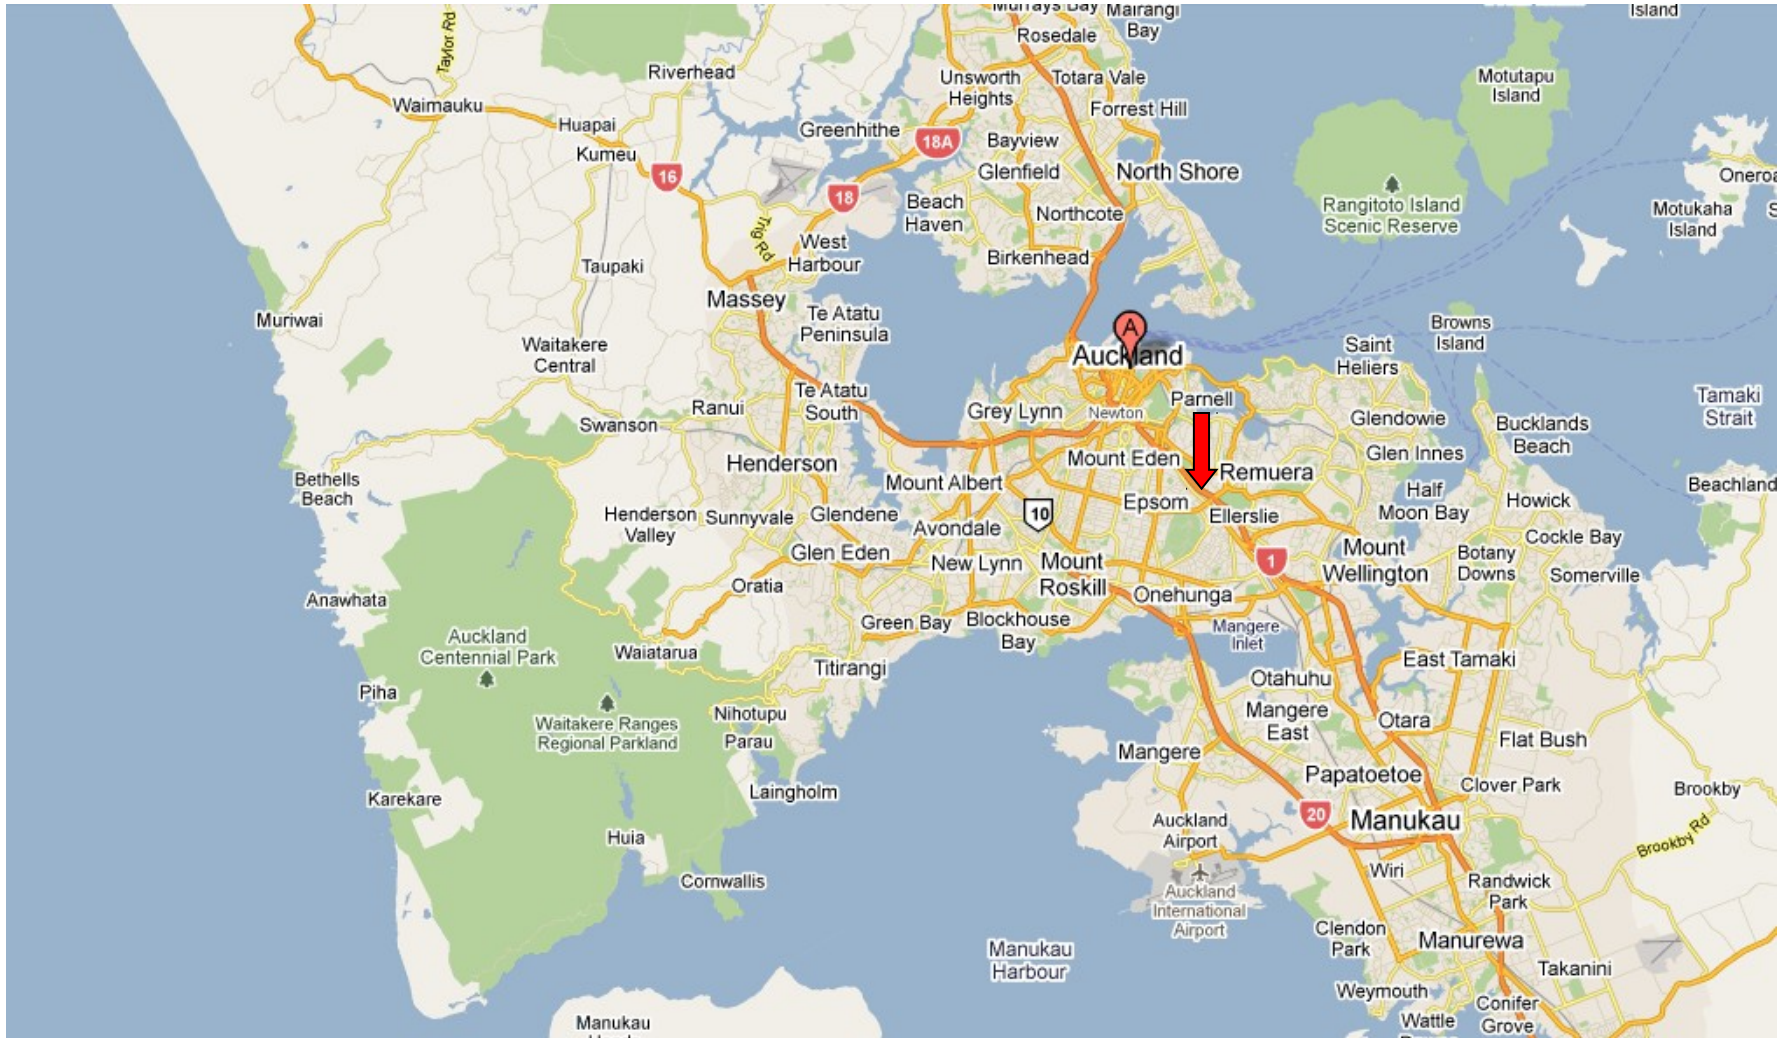 Murrays Bay
Mairangi
Bay
Island
Rosedale
Taylor Rd
Riverhead
Unsworth
Heights
Totara Vale
Motutapu
Island
Waimauku
Forrest Hill
Huapai
Greenhithe
18A
Bayview
Kumeu
16
Glenfield
North Shore
18
Beach
Haven
Northcote
Rangitoto Island
Scenic Reserve
Oneroa
Motukaha
Island
S
Trig Rd
West
Harbour
Birkenhead
Taupaki
Massey
Te Atatu
Peninsula
Muriwai
A
Auckland
Browns
Island
Waitakere
Central
Saint
Heliers
Te Atatu
South
Parnell
Tamaki
Strait
Ranui
Grey Lynn
Newton
Swanson
Glendowie
Bucklands
Beach
Henderson
Mount Eden
Glen Innes
Remuera
Bethells
Beach
Mount Albert
Epsom
Half
Moon Bay
Howick
Beachland
Henderson
Valley
Sunnyvale
Glendene
Avondale
10
Ellerslie
Cockle Bay
Glen Eden
New Lynn
Mount
Roskill
1
Mount
Wellington
Botany
Downs
Somerville
Oratia
Anawhata
Onehunga
Green Bay
Blockhouse
Bay
Mangere
Inlet
Auckland
Centennial Park
Waiatarua
Titirangi
East Tamaki
Otahuhu
Piha
Waitakere Ranges
Regional Parkland
Nihotupu
Parau
Mangere
East
Otara
Flat Bush
Mangere
Papatoetoe
Clover Park
Brookby
Karekare
Laingholm
20
Manukau
Auckland
Airport
Huia
Brookby Rd
Wiri
Cornwallis
Auckland
International
Airport
Randwick
Park
Clendon
Park
Manukau
Harbour
Manurewa
Takanini
Weymouth
Conifer
Grove
Wattle
Manukau